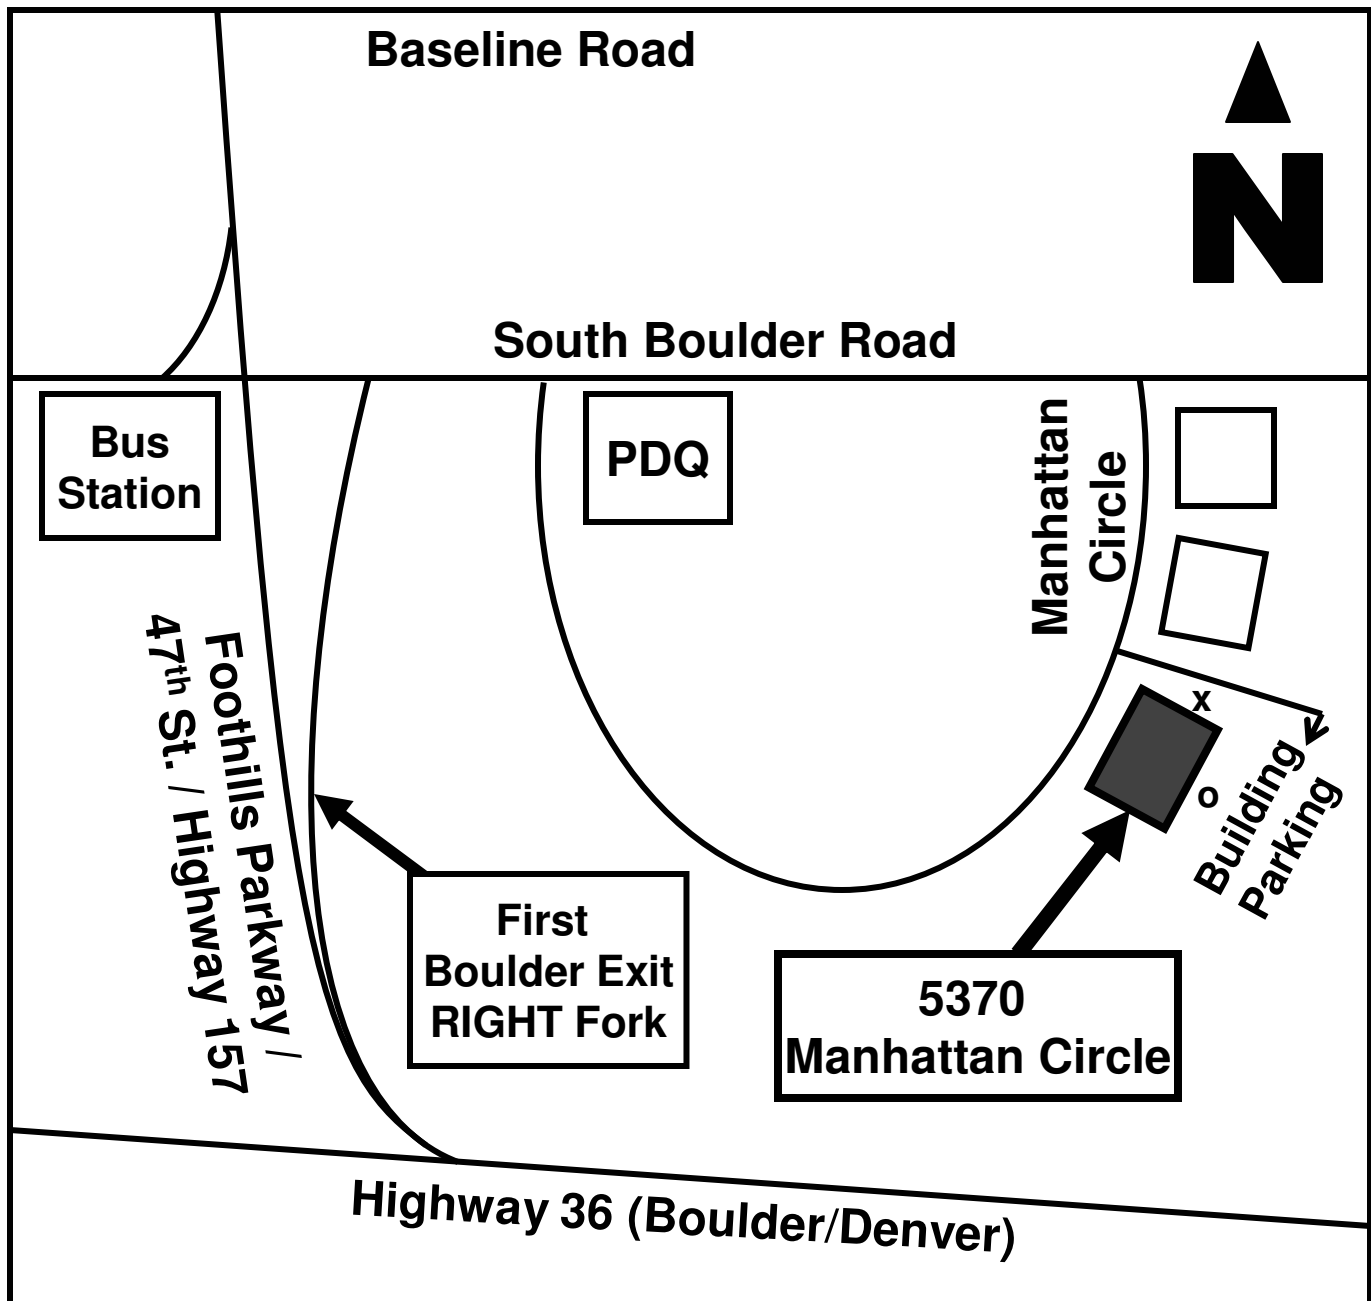 Baseline Road
N
South Boulder Road
Bus
Station
PDQ
Manhattan
Circle
Foothills Parkway /
47th St. / Highway 157
x
o
Building
Parking
First
Boulder Exit
RIGHT Fork
5370
Manhattan Circle
Highway 36 (Boulder/Denver)